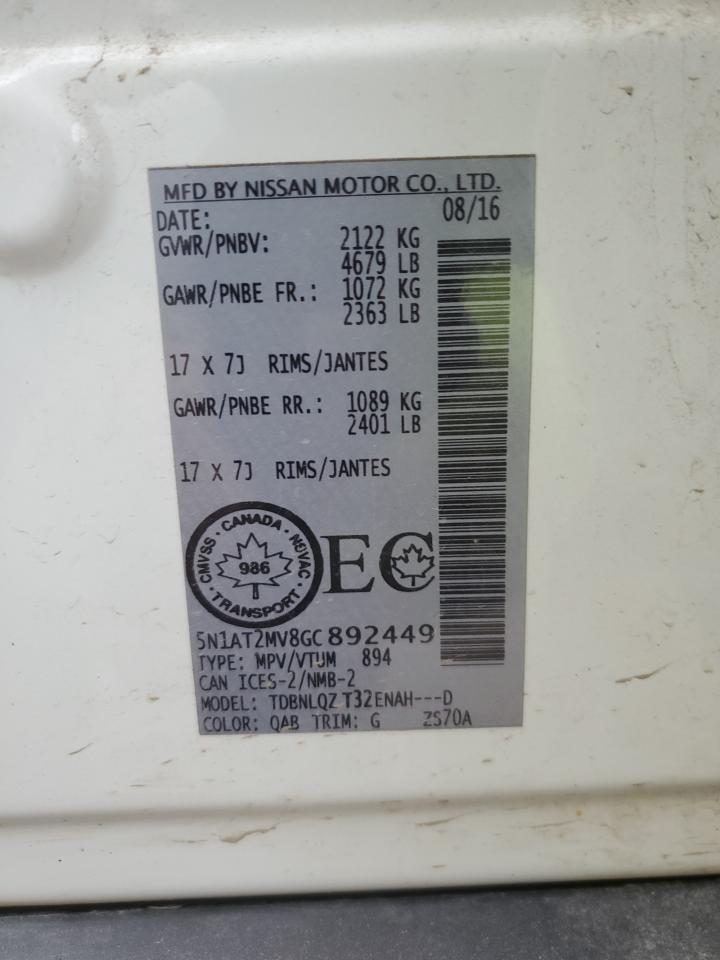 MFD BY NISSAN MOTOR CO., LTD.
DATE: 08/16
GVWR/PNBV: 2122 KG
4679 LB
GAWR/PNBE FR.: 1072 KG
2363 LB
17 X 7J RIMS/JANTES
GAWR/PNBE RR.: 1089 KG
2401 LB
17 X 7J RIMS/JANTES
CMVSS · CANADA · NSVAC · TRANSPORT ·
986
EC
5N1AT2MV8GC892449
TYPE: MPV/VTUM 894
CAN ICES-2/NMB-2
MODEL: TDBNLQZ T32ENAH---D
COLOR: QAB TRIM: G ZS70A